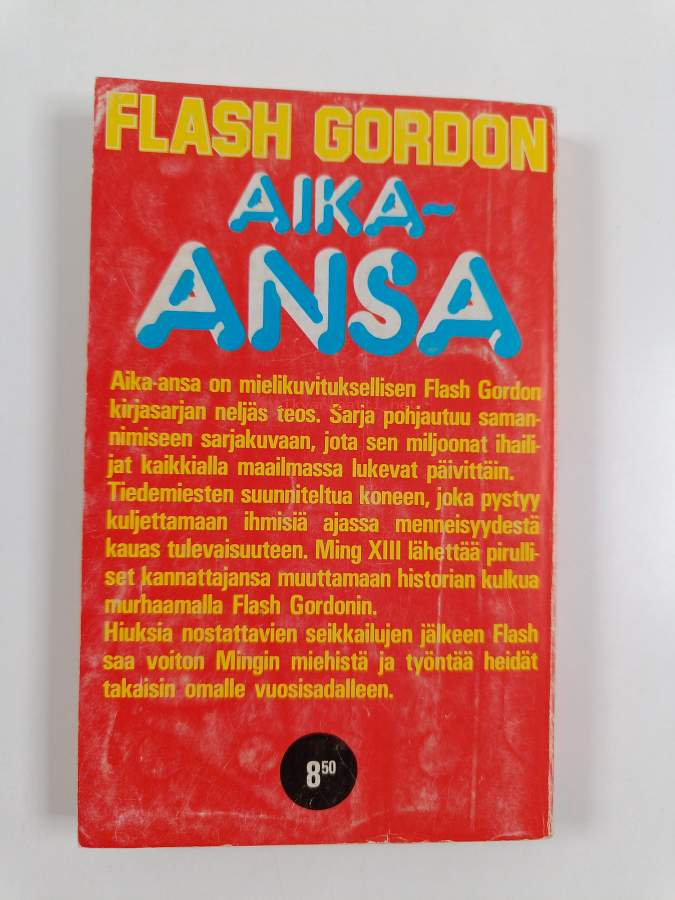 FLASH GORDON
AIKA-
ANSA
Aika-ansa on mielikuvituksellisen Flash Gordon
kirjasarjan neljäs teos. Sarja pohjautuu saman-
nimiseen sarjakuvaan, jota sen miljoonat ihaili-
jat kaikkialla maailmassa lukevat päivittäin.
Tiedemiesten suunniteltua koneen, joka pystyy
kuljettamaan ihmisiä ajassa menneisyydestä
kauas tulevaisuuteen. Ming XIII lähettää pirulli-
set kannattajansa muuttamaan historian kulkua
murhaamalla Flash Gordonin.
Hiuksia nostattavien seikkailujen jälkeen Flash
saa voiton Mingin miehistä ja työntää heidät
takaisin omalle vuosisadalleen.
850